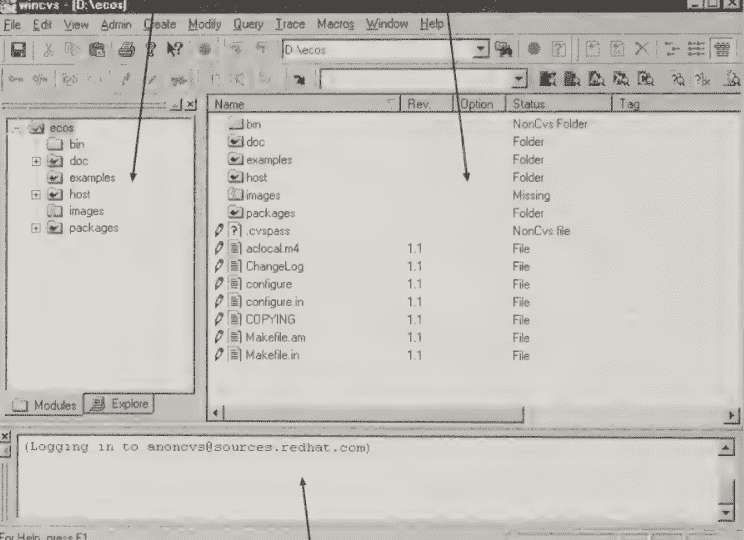 wincvs - [D:\ecos]
File Edit View Admin Create Modify Query Trace Macros Window Help
D:\ecos
Name Rev. Option Status Tag
ecos
bin
doc
examples
host
images
packages
Modules Explore
bin NonCvs Folder
doc Folder
examples Folder
host Folder
images Missing
packages Folder
.cvspass NonCvs file
aclocal.m4 1.1 File
ChangeLog 1.1 File
configure 1.1 File
configure.in 1.1 File
COPYING 1.1 File
Makefile.am 1.1 File
Makefile.in 1.1 File
(Logging in to anoncvs@sources.redhat.com)
For Help, press F1